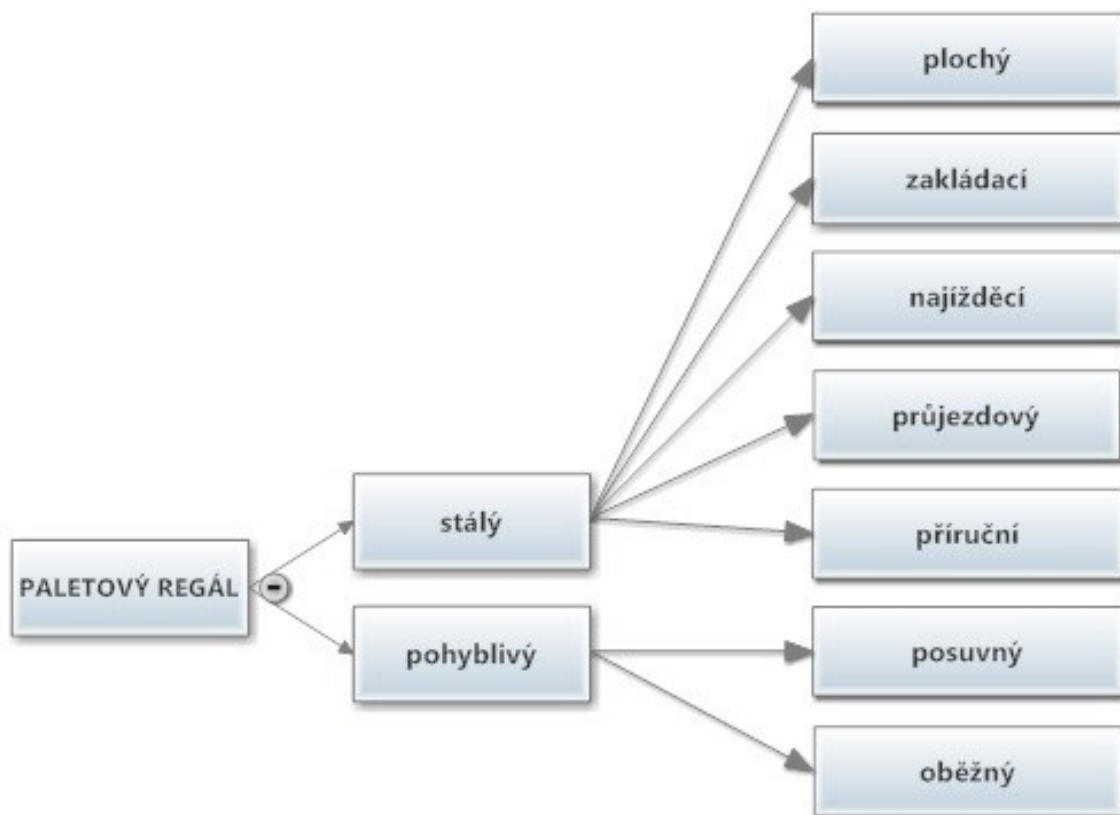 plochý
zakládací
najížděcí
průjezdový
stálý
příruční
PALETOVÝ REGÁL
pohyblivý
posuvný
oběžný